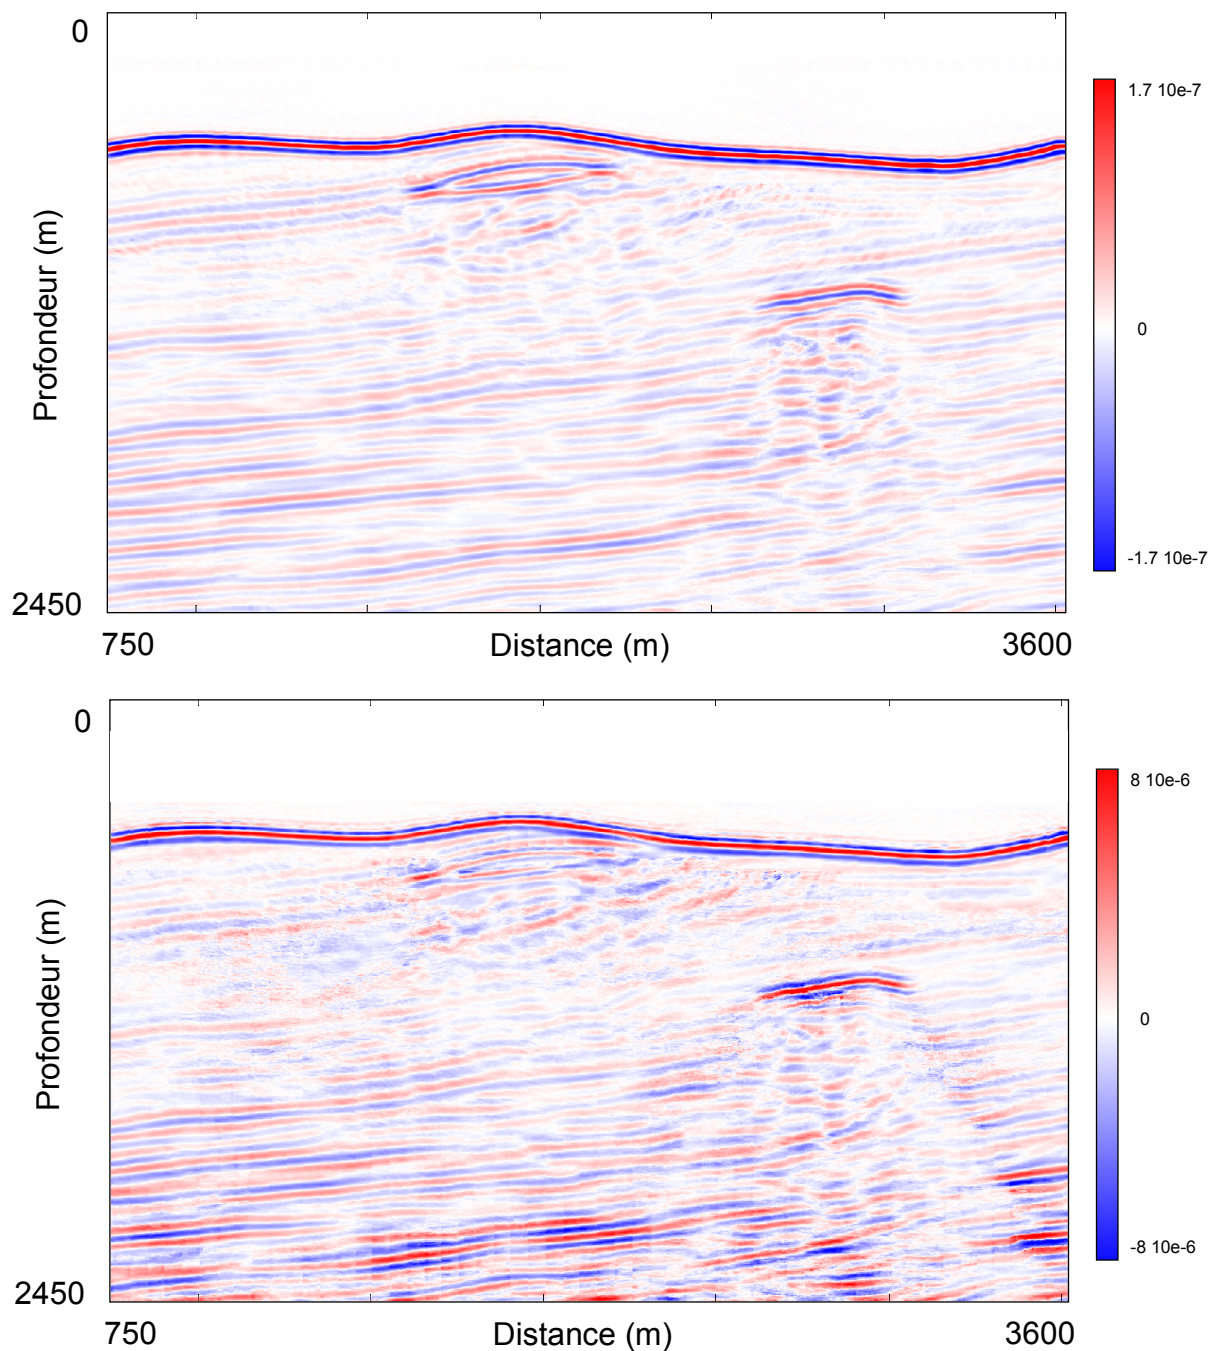 0
1.7 10e-7
Profondeur (m)
0
-1.7 10e-7
2450
750
Distance (m)
3600
0
8 10e-6
Profondeur (m)
0
-8 10e-6
2450
750
Distance (m)
3600